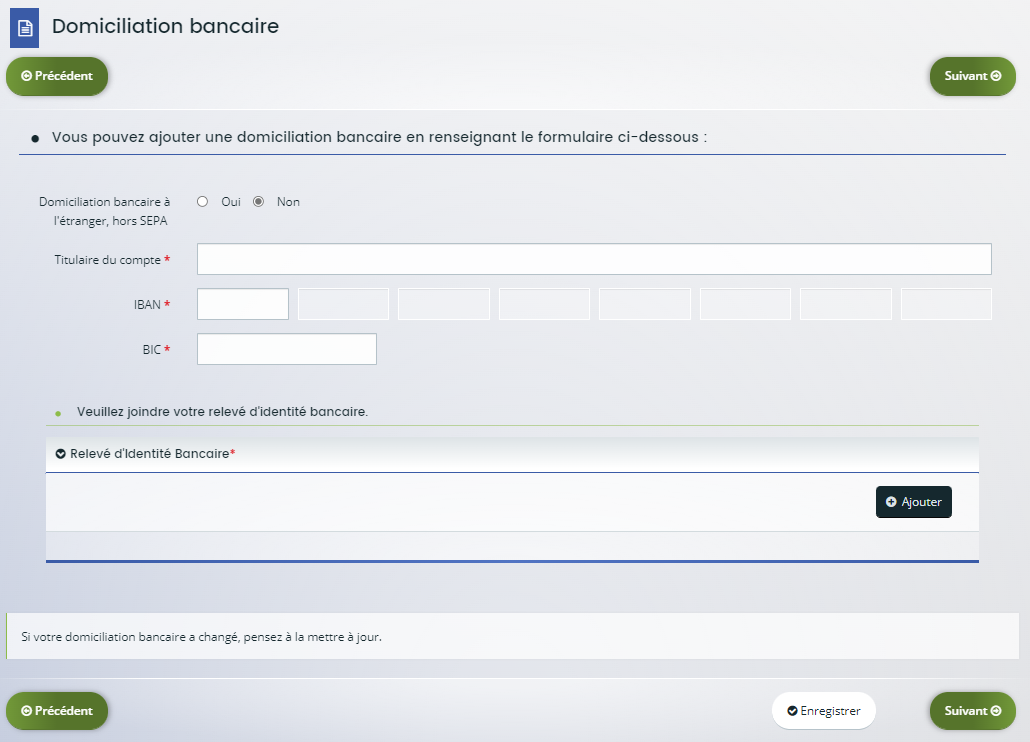 Domiciliation bancaire
Précédent
Suivant
Vous pouvez ajouter une domiciliation bancaire en renseignant le formulaire ci-dessous :
Domiciliation bancaire à
l'étranger, hors SEPA
Oui
Non
Titulaire du compte *
IBAN *
BIC *
Veuillez joindre votre relevé d'identité bancaire.
Relevé d'Identité Bancaire*
Ajouter
Si votre domiciliation bancaire a changé, pensez à la mettre à jour.
Précédent
Enregistrer
Suivant